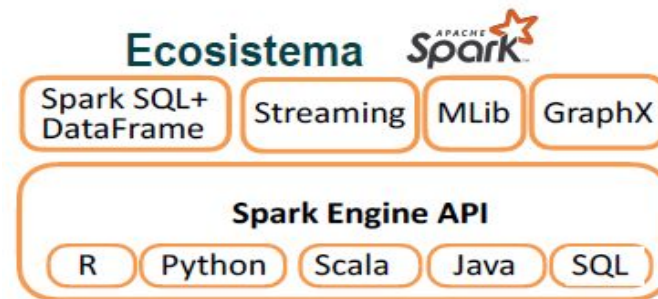 Ecosistema APACHE Spark
Spark SQL+
DataFrame
Streaming
MLib
GraphX
Spark Engine API
R
Python
Scala
Java
SQL